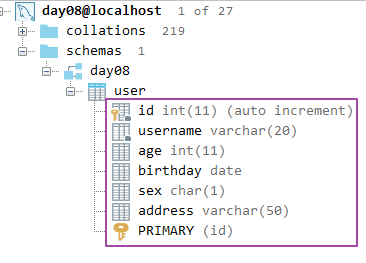 day08@localhost 1 of 27
collations 219
schemas 1
day08
user
id int(11) (auto increment)
username varchar(20)
age int(11)
birthday date
sex char(1)
address varchar(50)
PRIMARY (id)